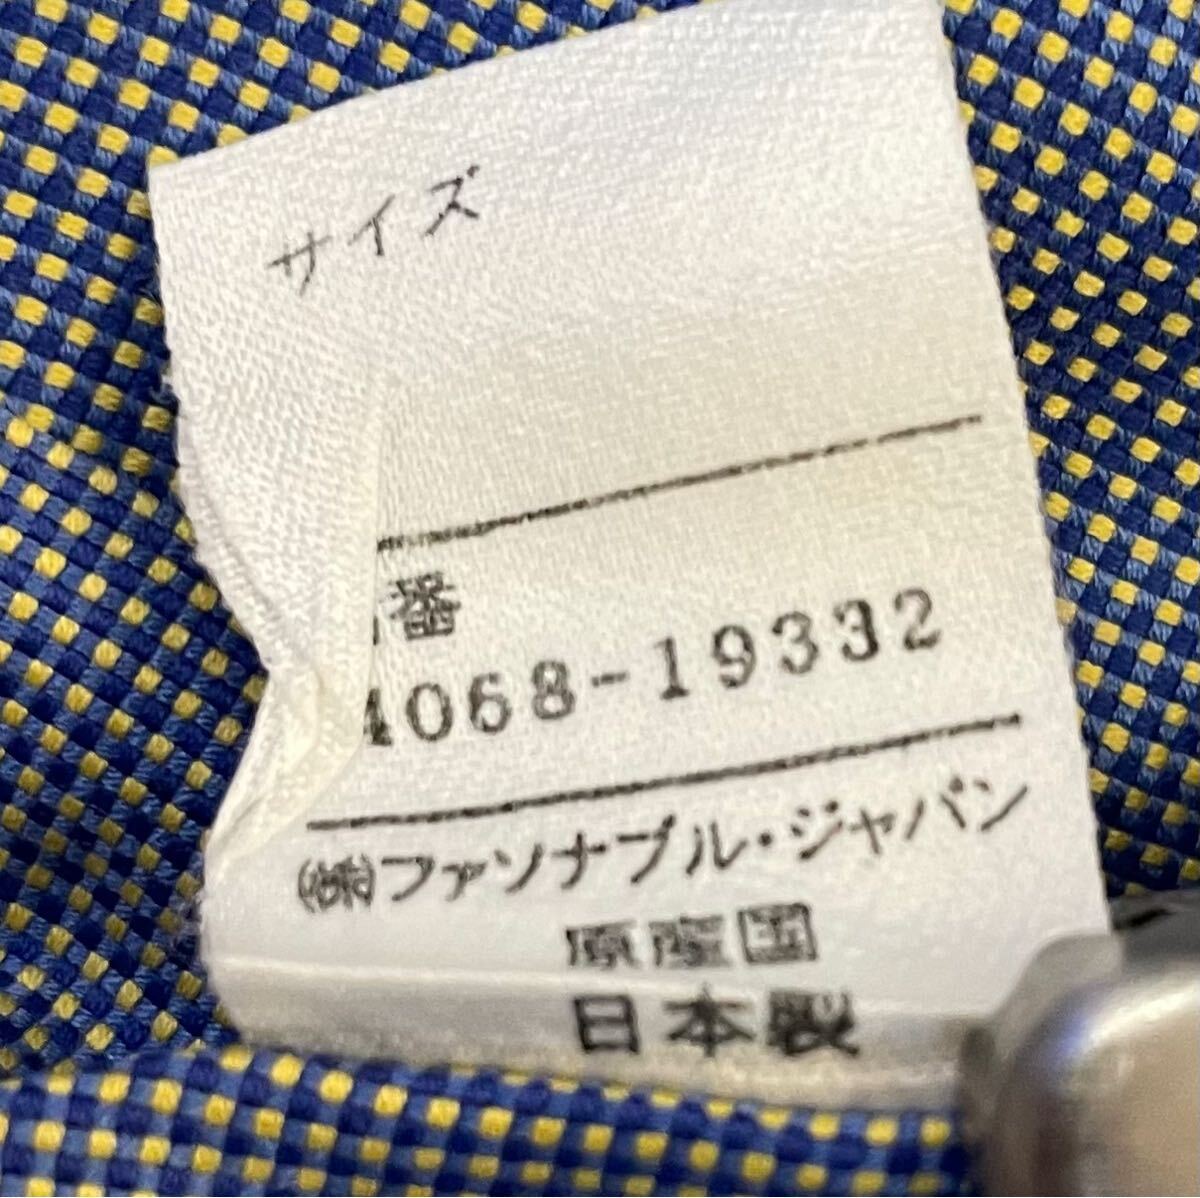 サイズ
番
4068-19332
㈱ファソナブル・ジャパン
原産国
日本製